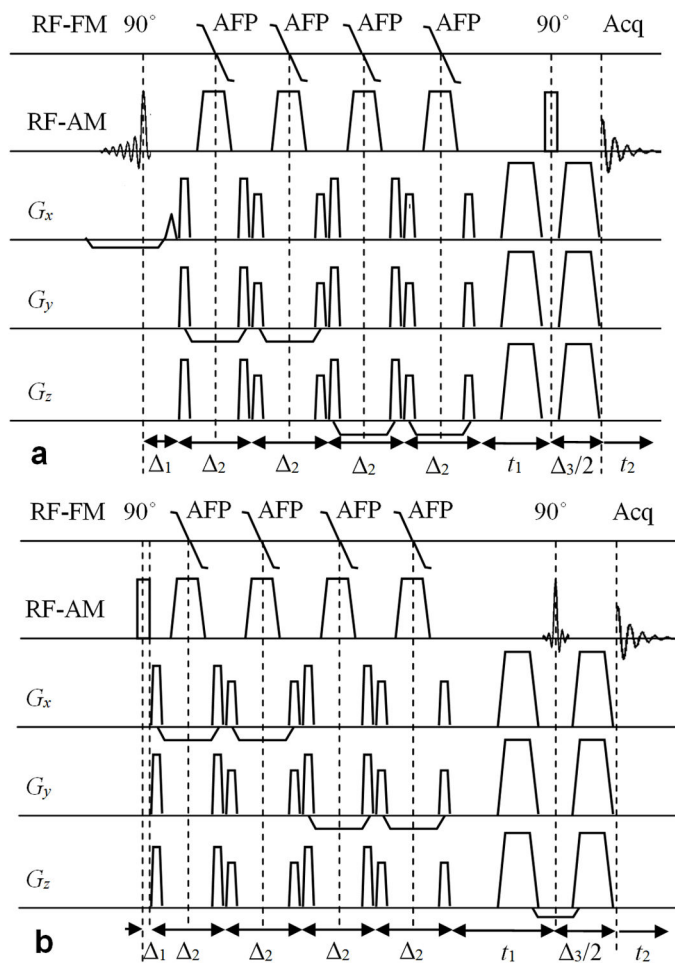 RF-FM 90° AFP AFP AFP AFP 90° Acq
RF-AM
Gx
Gy
Gz
a Δ1 Δ2 Δ2 Δ2 Δ2 t1 Δ3/2 t2
RF-FM 90° AFP AFP AFP AFP 90° Acq
RF-AM
Gx
Gy
Gz
b Δ1 Δ2 Δ2 Δ2 Δ2 t1 Δ3/2 t2